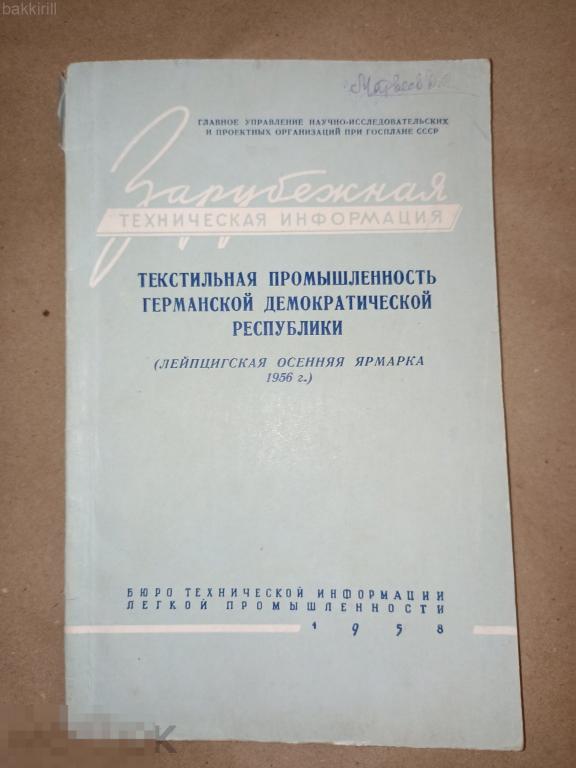 bakkirill
ГЛАВНОЕ УПРАВЛЕНИЕ НАУЧНО-ИССЛЕДОВАТЕЛЬСКИХ
И ПРОЕКТНЫХ ОРГАНИЗАЦИЙ ПРИ ГОСПЛАНЕ СССР
Зарубежная
ТЕХНИЧЕСКАЯ ИНФОРМАЦИЯ
ТЕКСТИЛЬНАЯ ПРОМЫШЛЕННОСТЬ
ГЕРМАНСКОЙ ДЕМОКРАТИЧЕСКОЙ
РЕСПУБЛИКИ
(ЛЕЙПЦИГСКАЯ ОСЕННЯЯ ЯРМАРКА
1956 г.)
БЮРО ТЕХНИЧЕСКОЙ ИНФОРМАЦИИ
ЛЕГКОЙ ПРОМЫШЛЕННОСТИ
1958